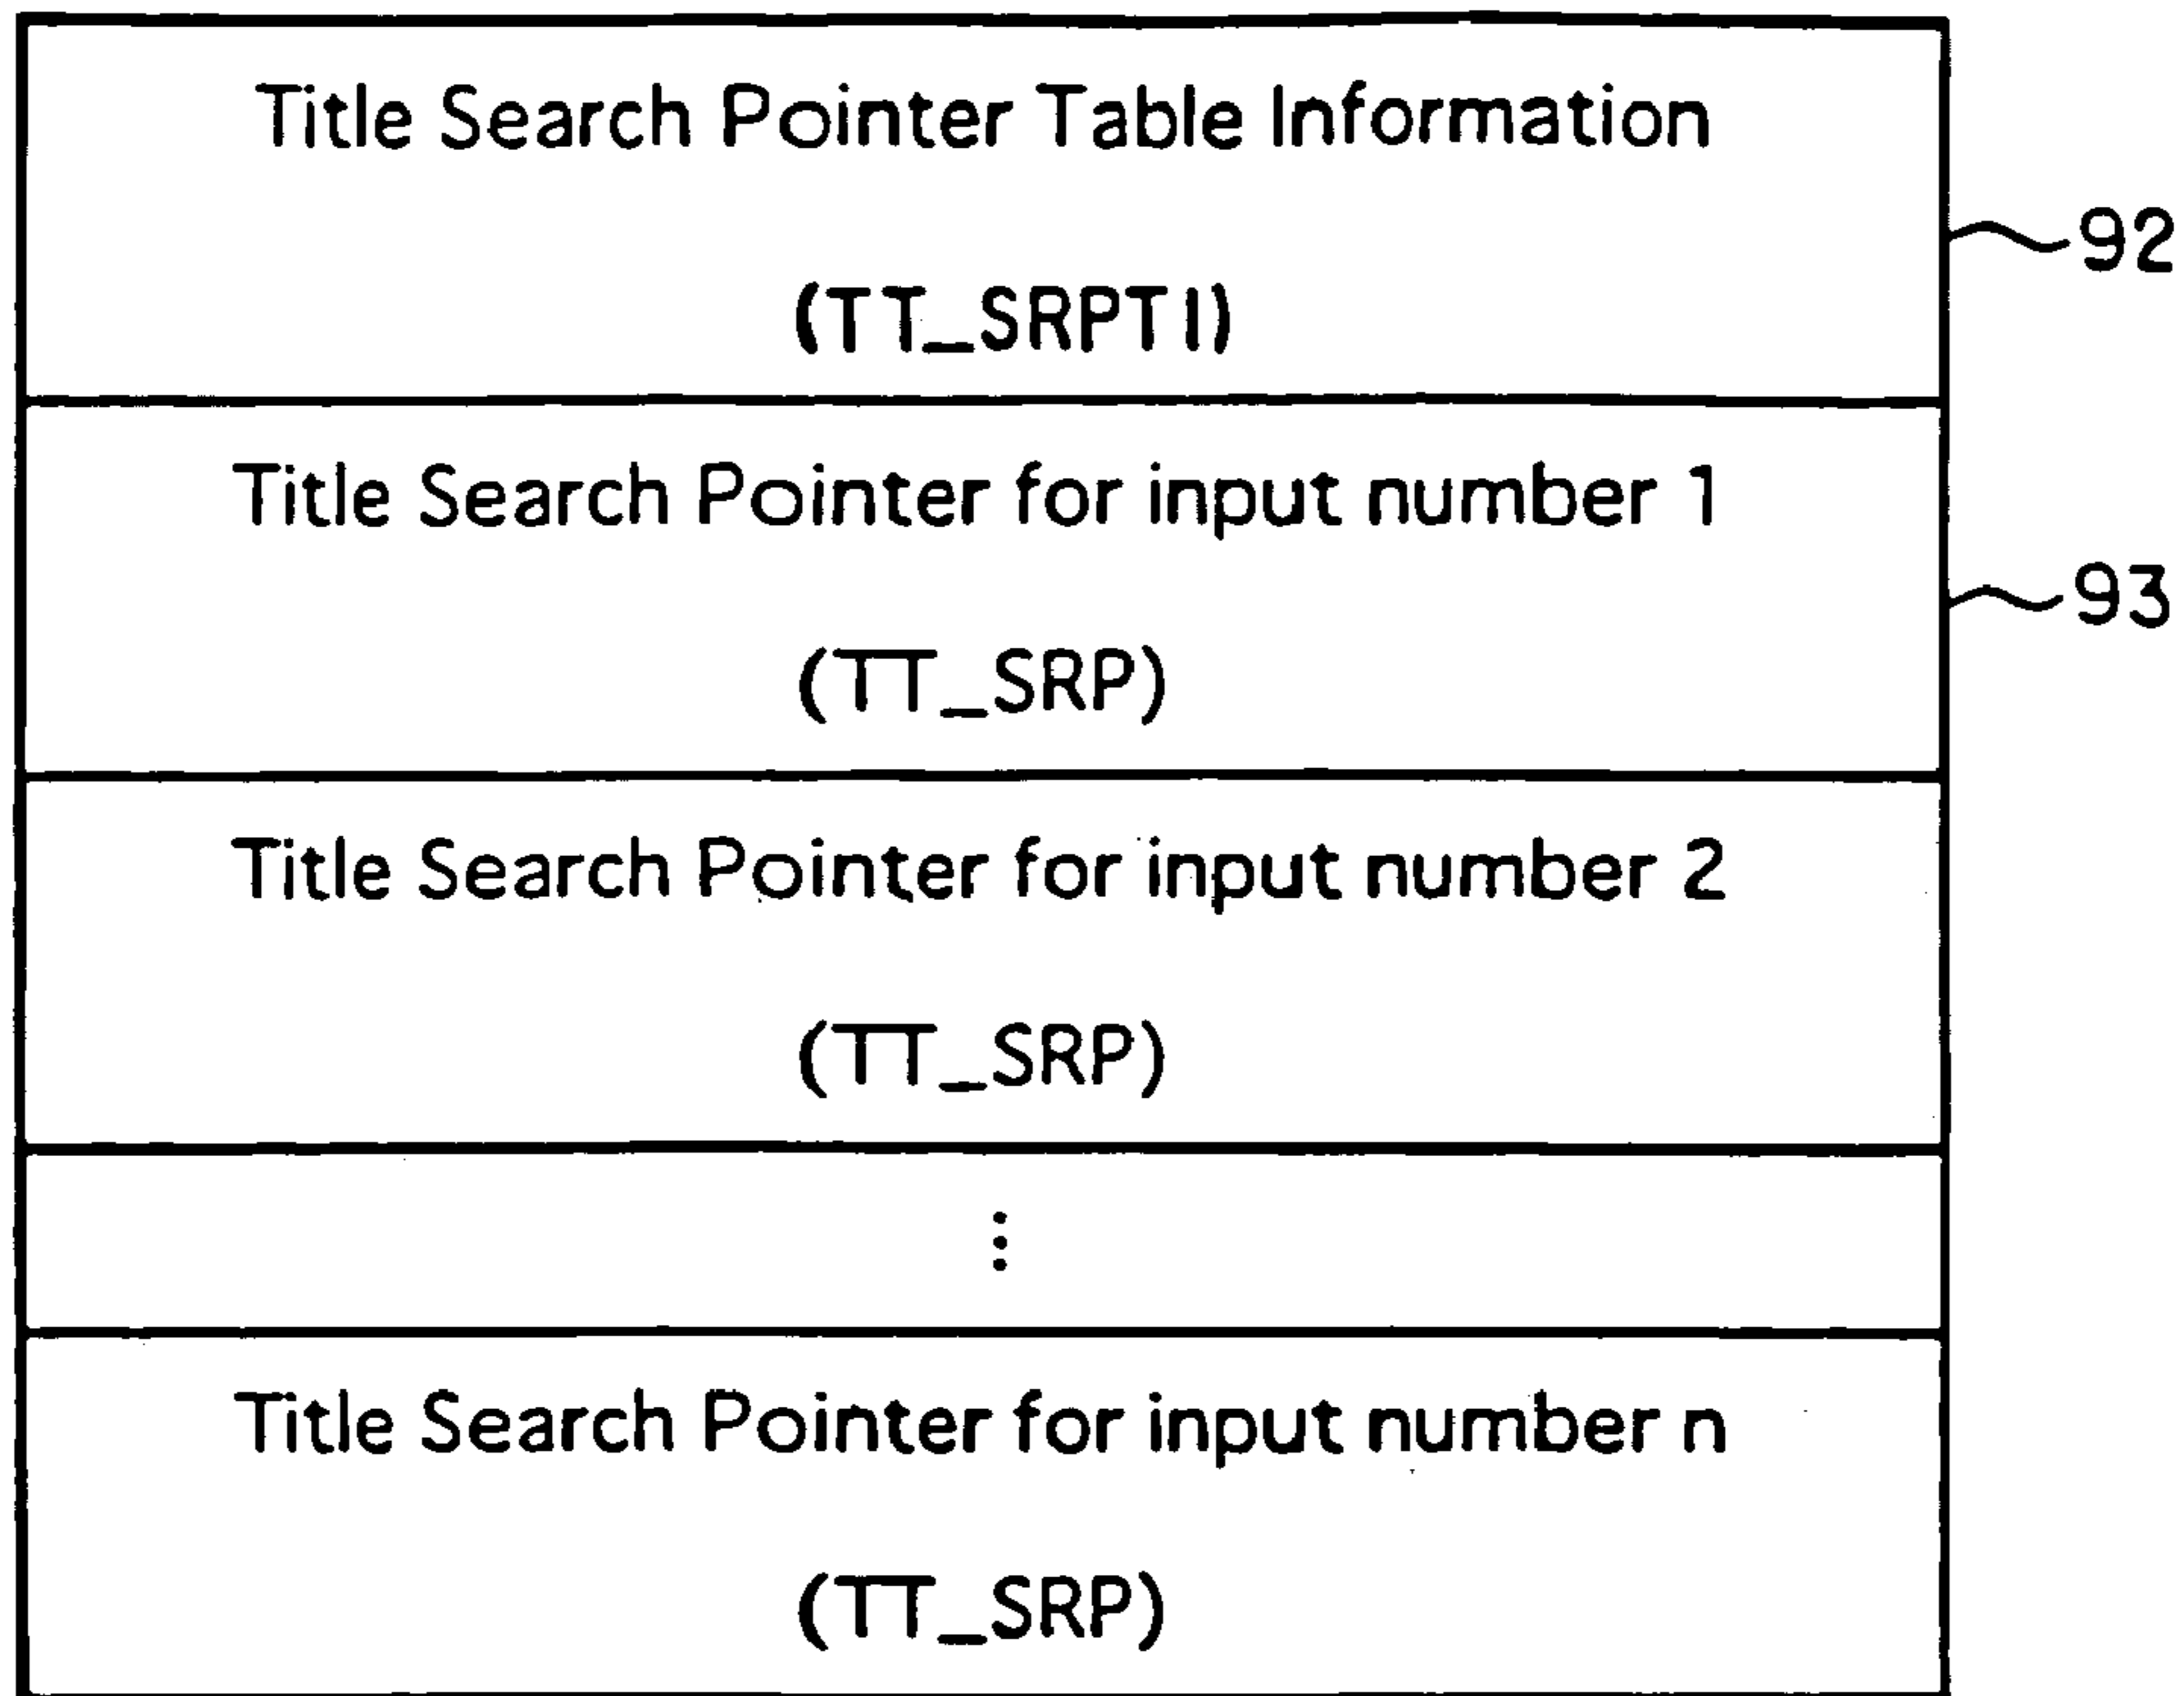 Title Search Pointer Table Information
92
(TT_SRPTI)
Title Search Pointer for input number 1
93
(TT_SRP)
Title Search Pointer for input number 2
(TT_SRP)
⋮
Title Search Pointer for input number n
(TT_SRP)